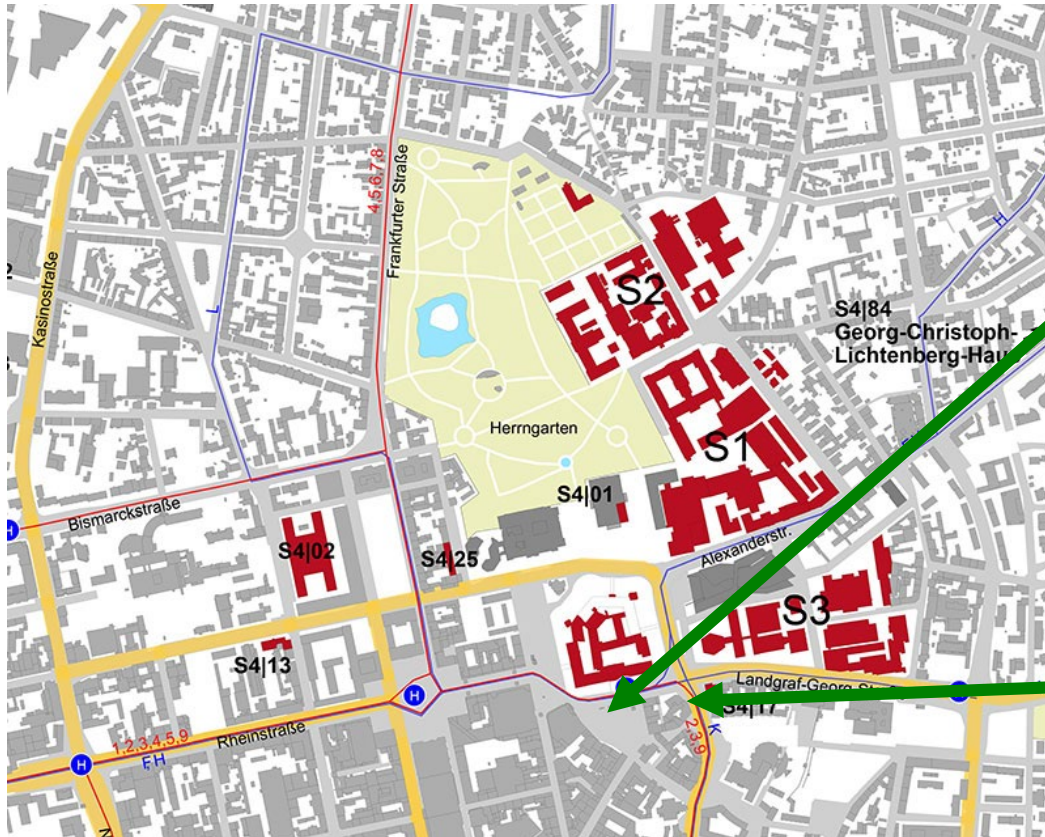 4,5,6,7,8
Frankfurter Straße
Kasinostraße
L
H
S2
S4|84
Georg-Christoph-
Lichtenberg-Hau
S1
Herrngarten
S4|01
H
Bismarckstraße
S4|02
S4|25
Alexanderstr.
S3
S4|13
H
Landgraf-Georg-St
H
S4|17
Rheinstraße
1,2,3,4,5,9
F,H
H
2,3,9
K
N